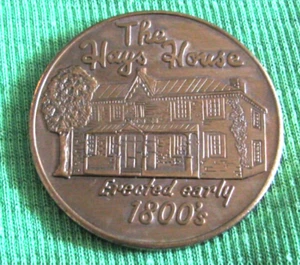 The
Hays House
Erected early
1800's